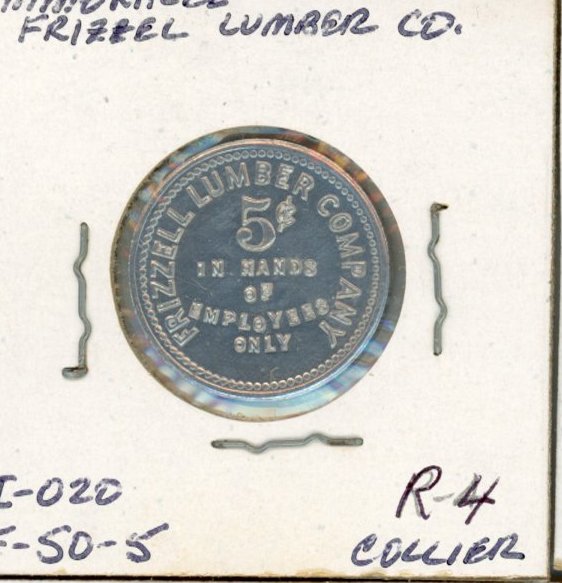 FRIZZEL LUMBER CO.
FRIZZELL LUMBER COMPANY
5¢
IN HANDS
OF
EMPLOYEES
ONLY
I-020
R-4
F-50-5
COLLIER